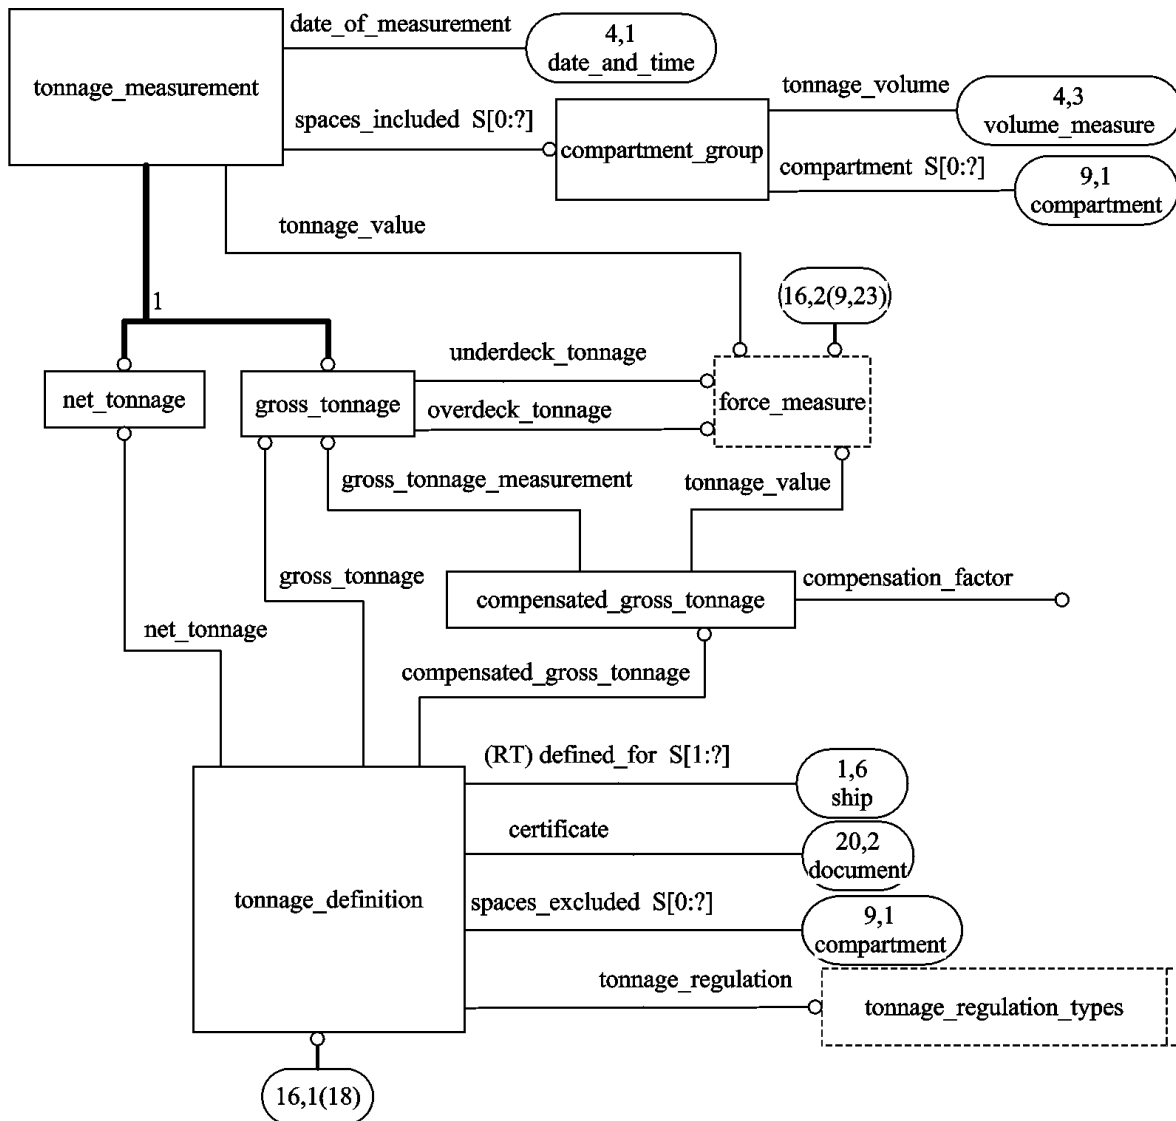 date_of_measurement
4,1
date_and_time
tonnage_measurement
tonnage_volume
4,3
volume_measure
spaces_included S[0:?]
compartment_group
compartment S[0:?]
9,1
compartment
tonnage_value
16,2(9,23)
1
underdeck_tonnage
net_tonnage
gross_tonnage
overdeck_tonnage
force_measure
gross_tonnage_measurement
tonnage_value
gross_tonnage
compensated_gross_tonnage
compensation_factor
net_tonnage
compensated_gross_tonnage
(RT) defined_for S[1:?]
1,6
ship
certificate
20,2
document
tonnage_definition
spaces_excluded S[0:?]
9,1
compartment
tonnage_regulation
tonnage_regulation_types
16,1(18)